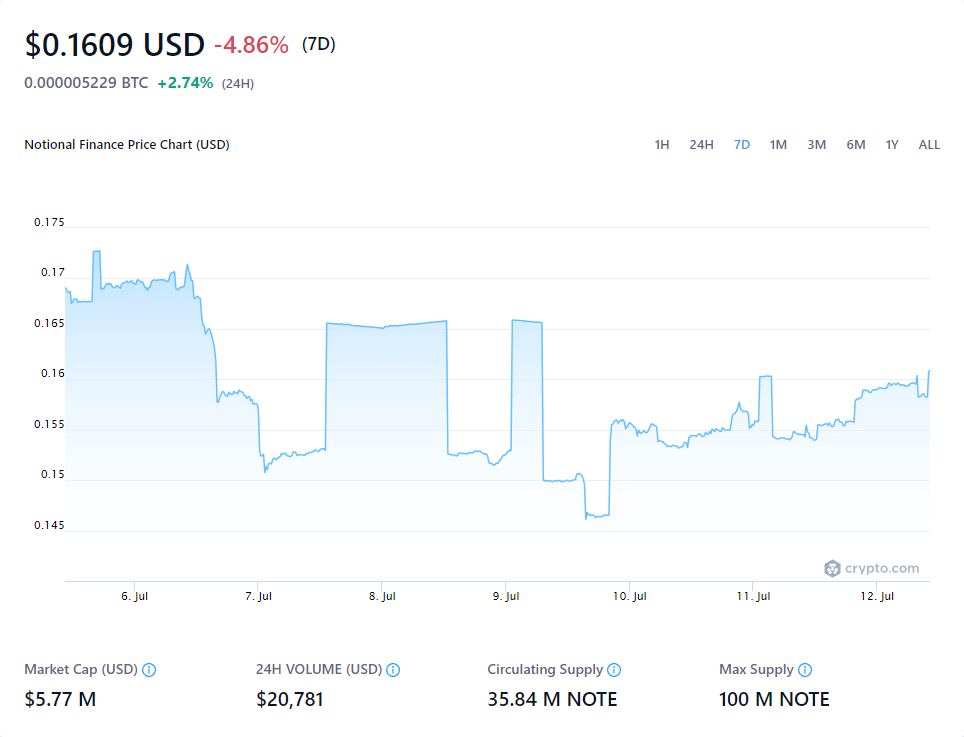 $0.1609 USD -4.86% (7D)
0.000005229 BTC +2.74% (24H)
Notional Finance Price Chart (USD) 1H 24H 7D 1M 3M 6M 1Y ALL
0.175
0.17
0.165
0.16
0.155
0.15
0.145
crypto.com
6. Jul 7. Jul 8. Jul 9. Jul 10. Jul 11. Jul 12. Jul
Market Cap (USD) 24H VOLUME (USD) Circulating Supply Max Supply
$5.77 M $20,781 35.84 M NOTE 100 M NOTE